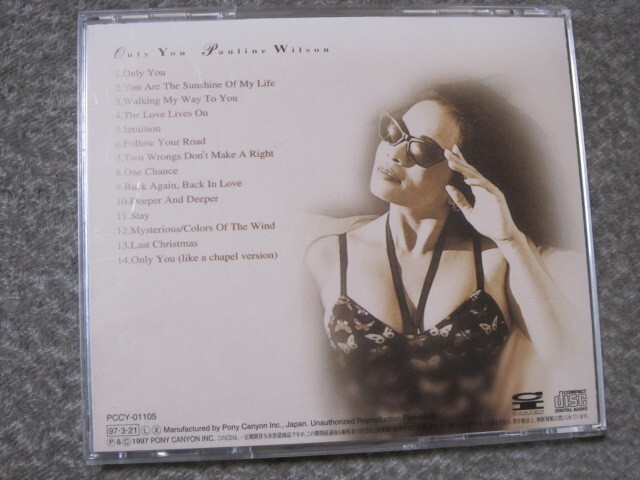 Only You Pauline Wilson
1.Only You
2.You Are The Sunshine Of My Life
3.Walking My Way To You
4.The Love Lives On
5.Intuition
6.Follow Your Road
7.Two Wrongs Don't Make A Right
8.One Chance
9.Back Again, Back In Love
10.Deeper And Deeper
11.Stay
12.Mysterious/Colors Of The Wind
13.Last Christmas
14.Only You (like a chapel version)
PCCY-01105
97·3·21 L X Manufactured by Pony Canyon Inc., Japan. Unauthorized Reproduction
℗&© 1997 PONY CANYON INC.
COMPACT
disc
DIGITAL AUDIO